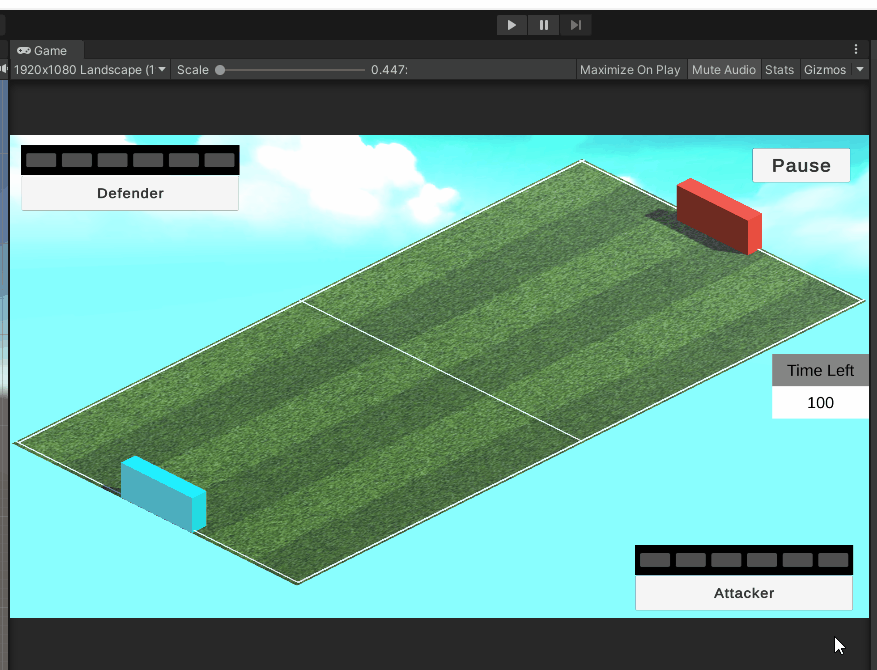 Game
1920x1080 Landscape (1 Scale 0.447: Maximize On Play Mute Audio Stats Gizmos
Defender
Pause
Time Left
100
Attacker